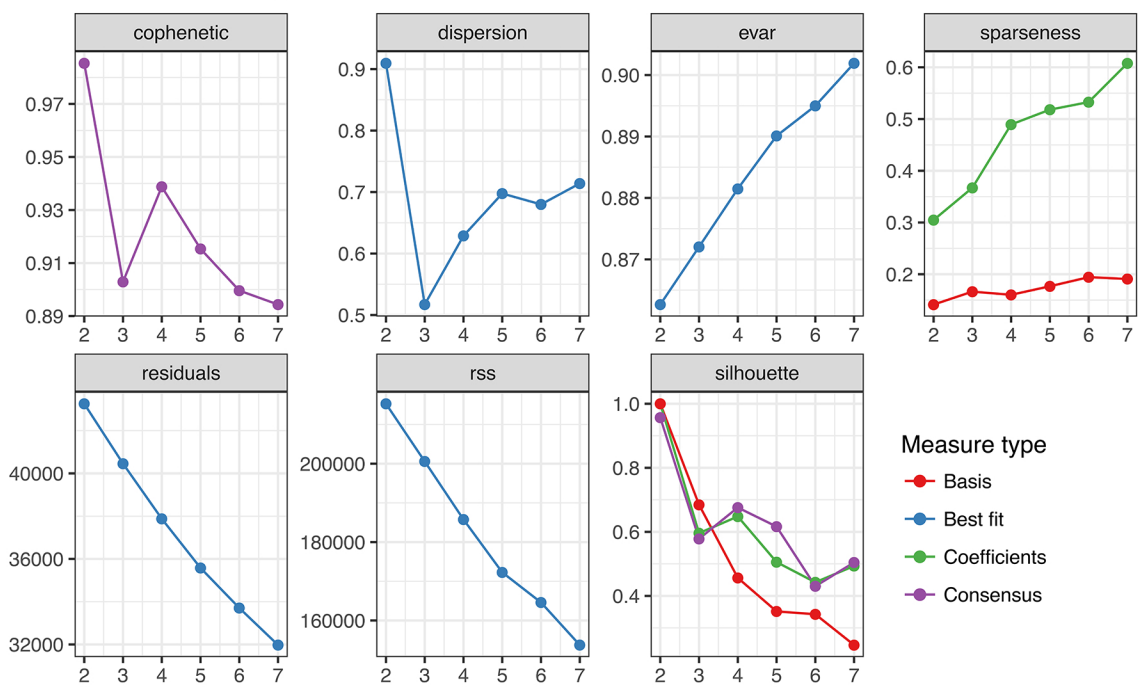 cophenetic
0.97
0.95
0.93
0.91
0.89
2 3 4 5 6 7
dispersion
0.9
0.8
0.7
0.6
0.5
2 3 4 5 6 7
evar
0.90
0.89
0.88
0.87
2 3 4 5 6 7
sparseness
0.6
0.5
0.4
0.3
0.2
2 3 4 5 6 7
residuals
40000
36000
32000
2 3 4 5 6 7
rss
200000
180000
160000
2 3 4 5 6 7
silhouette
1.0
0.8
0.6
0.4
2 3 4 5 6 7
Measure type
Basis
Best fit
Coefficients
Consensus